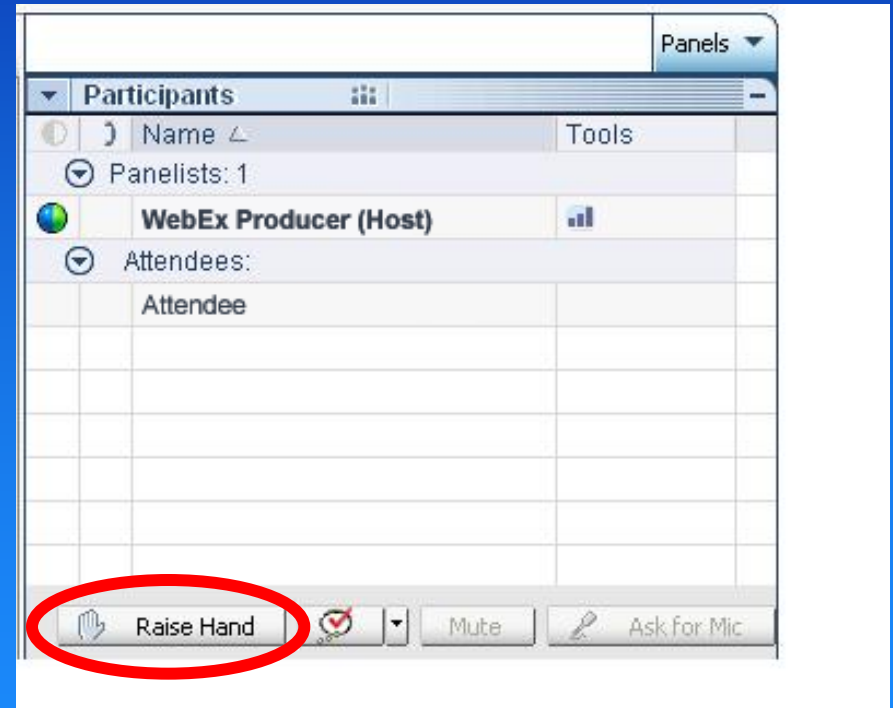 Panels
Participants
Name Tools
Panelists: 1
WebEx Producer (Host)
Attendees:
Attendee
Raise Hand Mute Ask for Mic